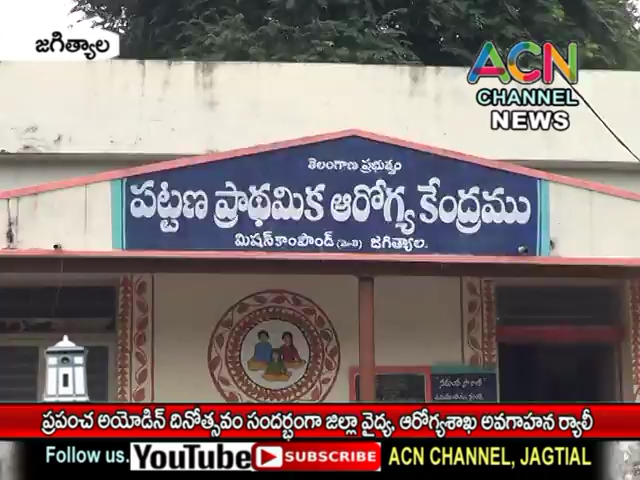 జగిత్యాల
ACN
CHANNEL
NEWS
తెలంగాణ ప్రభుత్వం
పట్టణ ప్రాథమిక ఆరోగ్య కేంద్రము
మిషన్‌కాంపౌండ్ జగిత్యాల.
ప్రపంచ అయోడిన్ దినోత్సవం సందర్భంగా జిల్లా వైద్య, ఆరోగ్యశాఖ అవగాహన ర్యాలీ
Follow us. YouTube SUBSCRIBE ACN CHANNEL, JAGTIAL